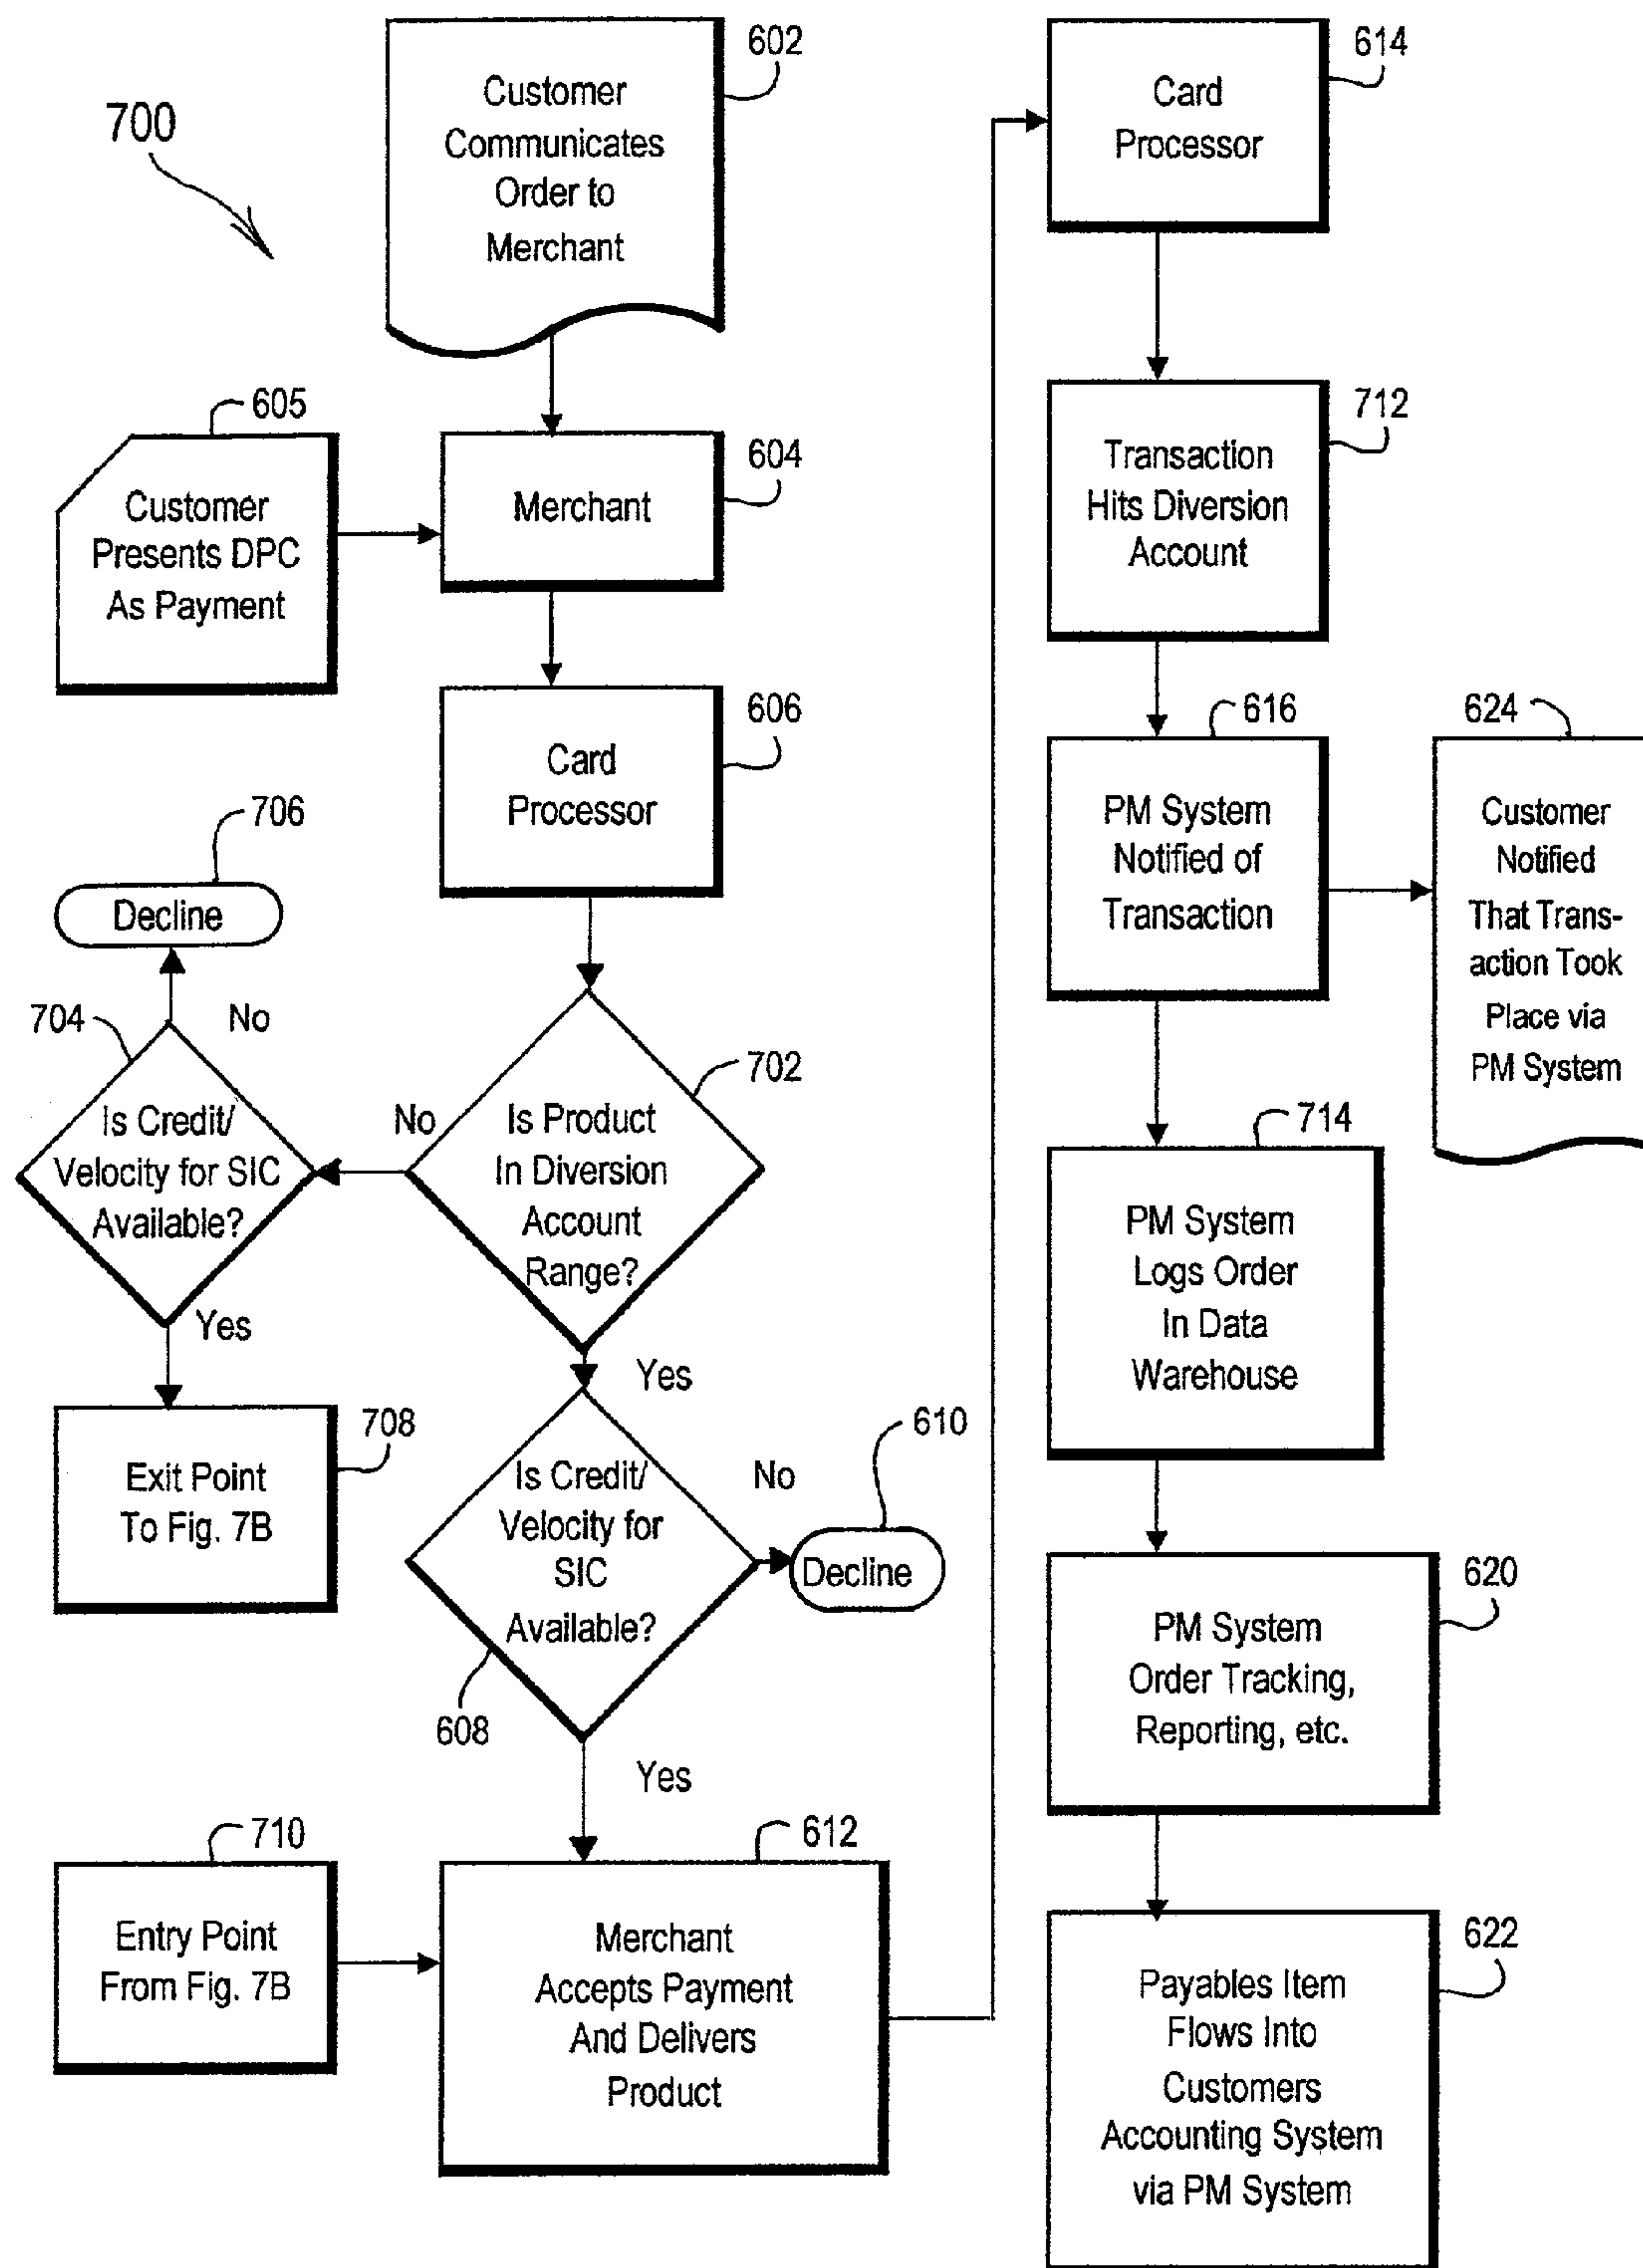 700
602
Customer
Communicates
Order to
Merchant
605
Customer
Presents DPC
As Payment
604
Merchant
606
Card
Processor
706
Decline
704
No
Is Credit/
Velocity for SIC
Available?
Yes
No
702
Is Product
In Diversion
Account
Range?
Yes
708
Exit Point
To Fig. 7B
Is Credit/
Velocity for
SIC
Available?
608
No
610
Decline
Yes
710
Entry Point
From Fig. 7B
612
Merchant
Accepts Payment
And Delivers
Product
614
Card
Processor
712
Transaction
Hits Diversion
Account
616
PM System
Notified of
Transaction
624
Customer
Notified
That Trans-
action Took
Place via
PM System
714
PM System
Logs Order
In Data
Warehouse
620
PM System
Order Tracking,
Reporting, etc.
622
Payables Item
Flows Into
Customers
Accounting System
via PM System